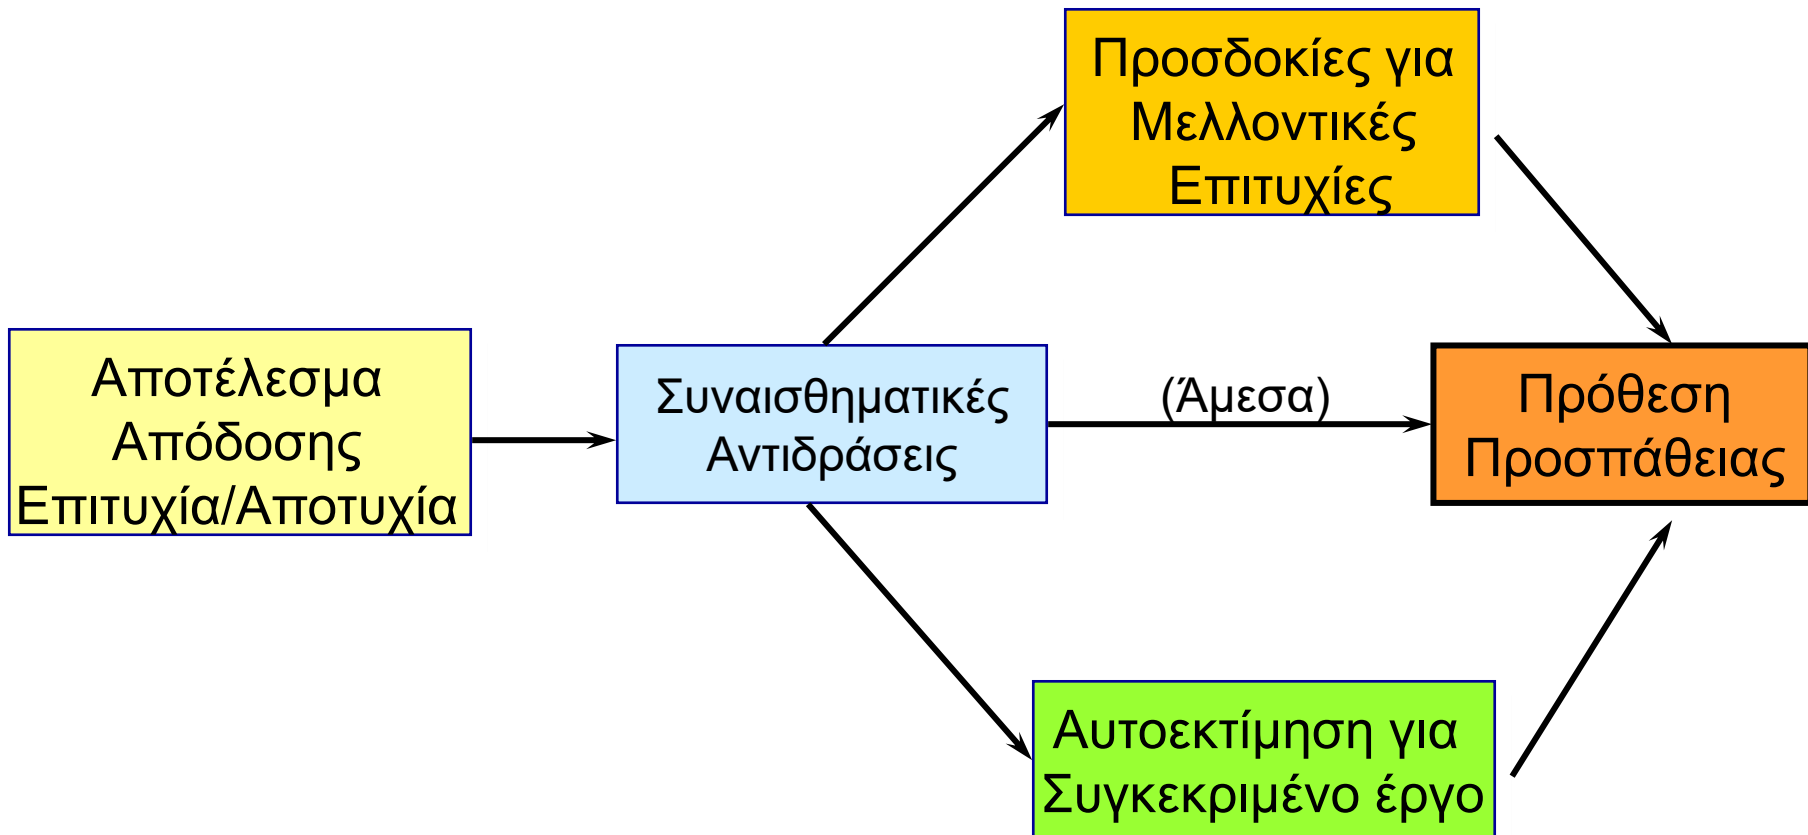 Προσδοκίες για
Μελλοντικές
Επιτυχίες
Αποτέλεσμα
Απόδοσης
Επιτυχία/Αποτυχία
Συναισθηματικές
Αντιδράσεις
(Άμεσα)
Πρόθεση
Προσπάθειας
Αυτοεκτίμηση για
Συγκεκριμένο έργο